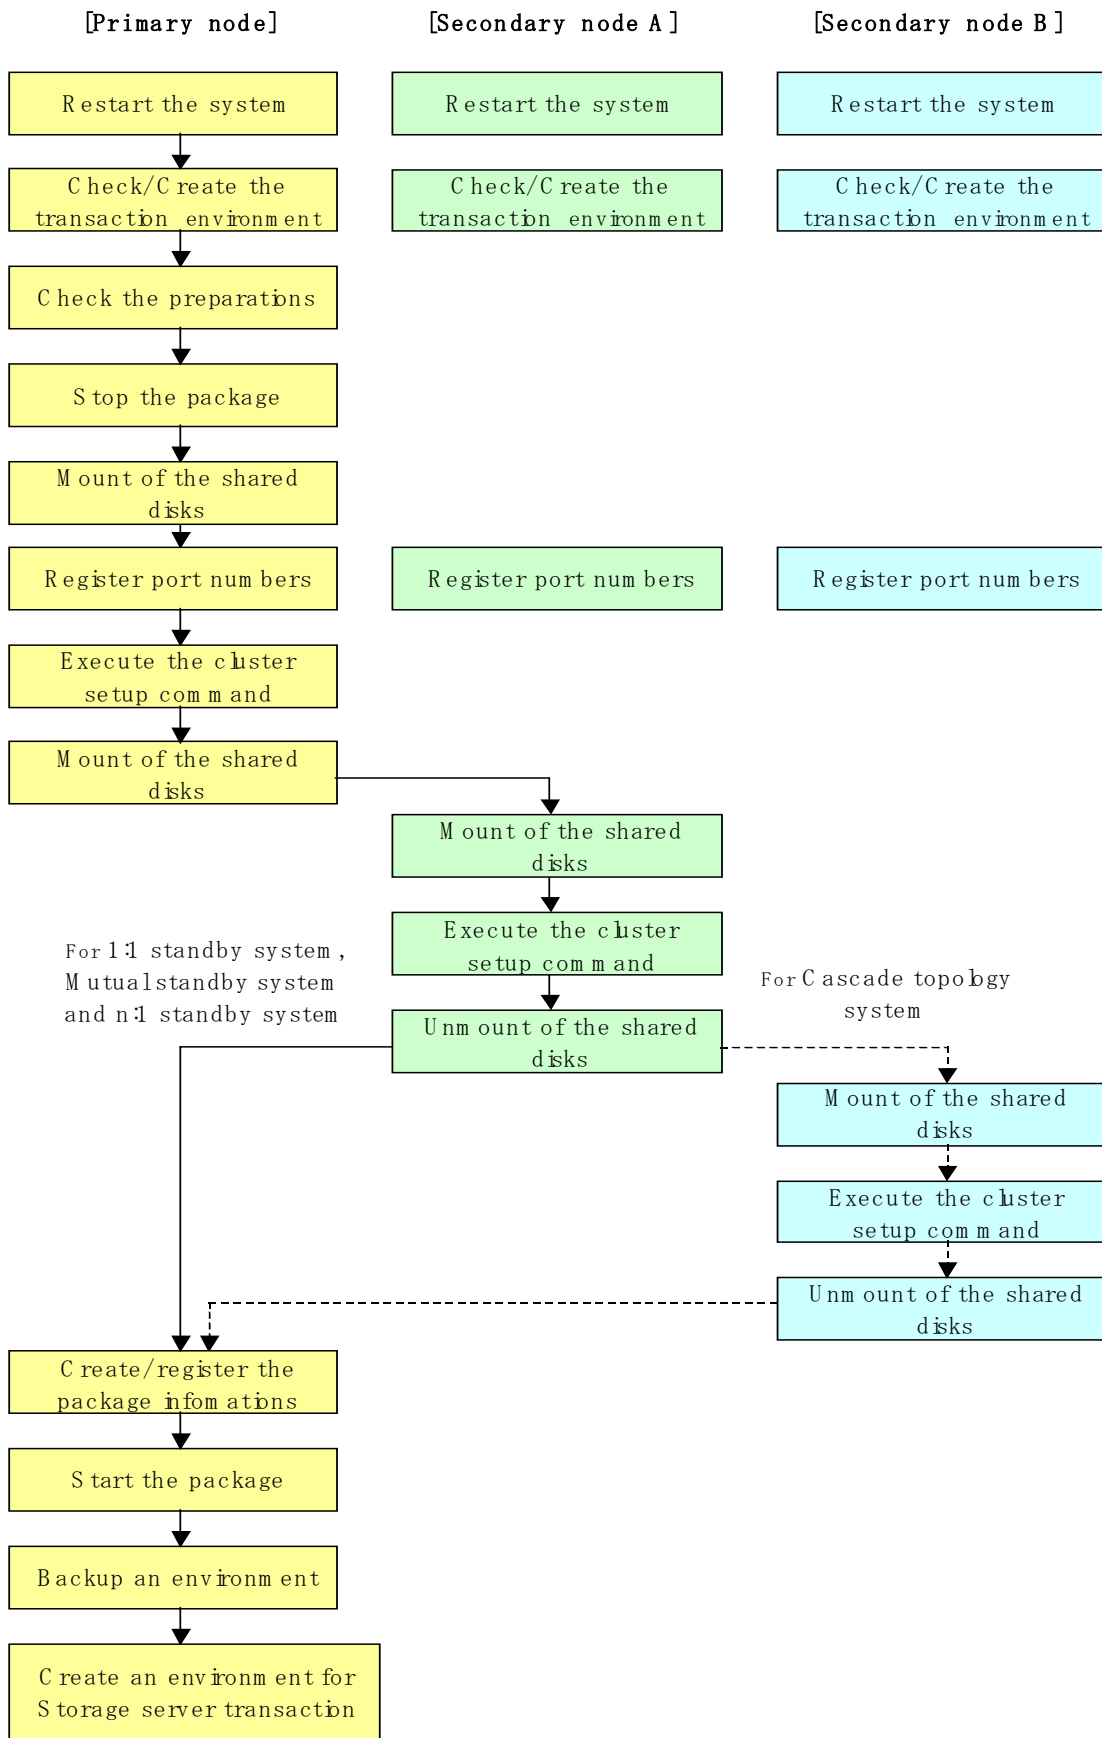 [Primary node]
[Secondary node A]
[Secondary node B]
Restart the system
Restart the system
Restart the system
Check/Create the
transaction environment
Check/Create the
transaction environment
Check/Create the
transaction environment
Check the preparations
Stop the package
Mount of the shared
disks
Register port numbers
Register port numbers
Register port numbers
Execute the cluster
setup command
Mount of the shared
disks
Mount of the shared
disks
Execute the cluster
setup command
For 1:1 standby system,
Mutual standby system
and n:1 standby system
For Cascade topology
system
Unmount of the shared
disks
Mount of the shared
disks
Execute the cluster
setup command
Unmount of the shared
disks
Create/register the
package infomations
Start the package
Backup an environment
Create an environment for
Storage server transaction